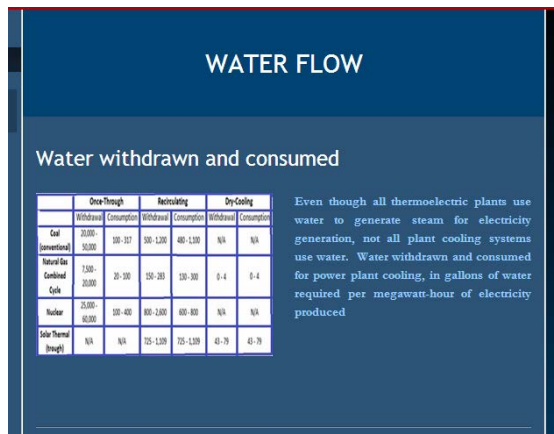 WATER FLOW
Water withdrawn and consumed
Once-Through Recirculating Dry-Cooling
Withdrawal Consumption Withdrawal Consumption Withdrawal Consumption
Coal (conventional) 20,000 - 50,000 100 - 317 500 - 1,200 480 - 1,100 N/A N/A
Natural Gas Combined Cycle 7,500 - 20,000 20 - 100 150 - 283 130 - 300 0 - 4 0 - 4
Nuclear 25,000 - 60,000 100 - 400 800 - 2,600 600 - 800 N/A N/A
Solar Thermal (trough) N/A N/A 725 - 1,109 725 - 1,109 43 - 79 43 - 79
Even though all thermoelectric plants use
water to generate steam for electricity
generation, not all plant cooling systems
use water. Water withdrawn and consumed
for power plant cooling, in gallons of water
required per megawatt-hour of electricity
produced